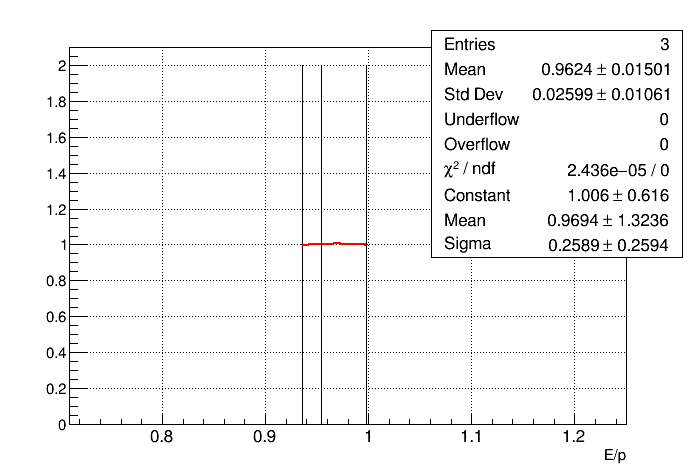 Entries 3
Mean 0.9624 ± 0.01501
Std Dev 0.02599 ± 0.01061
Underflow 0
Overflow 0
χ² / ndf 2.436e−05 / 0
Constant 1.006 ± 0.616
Mean 0.9694 ± 1.3236
Sigma 0.2589 ± 0.2594
2
1.8
1.6
1.4
1.2
1
0.8
0.6
0.4
0.2
0
0.8 0.9 1 1.1 1.2
E/p